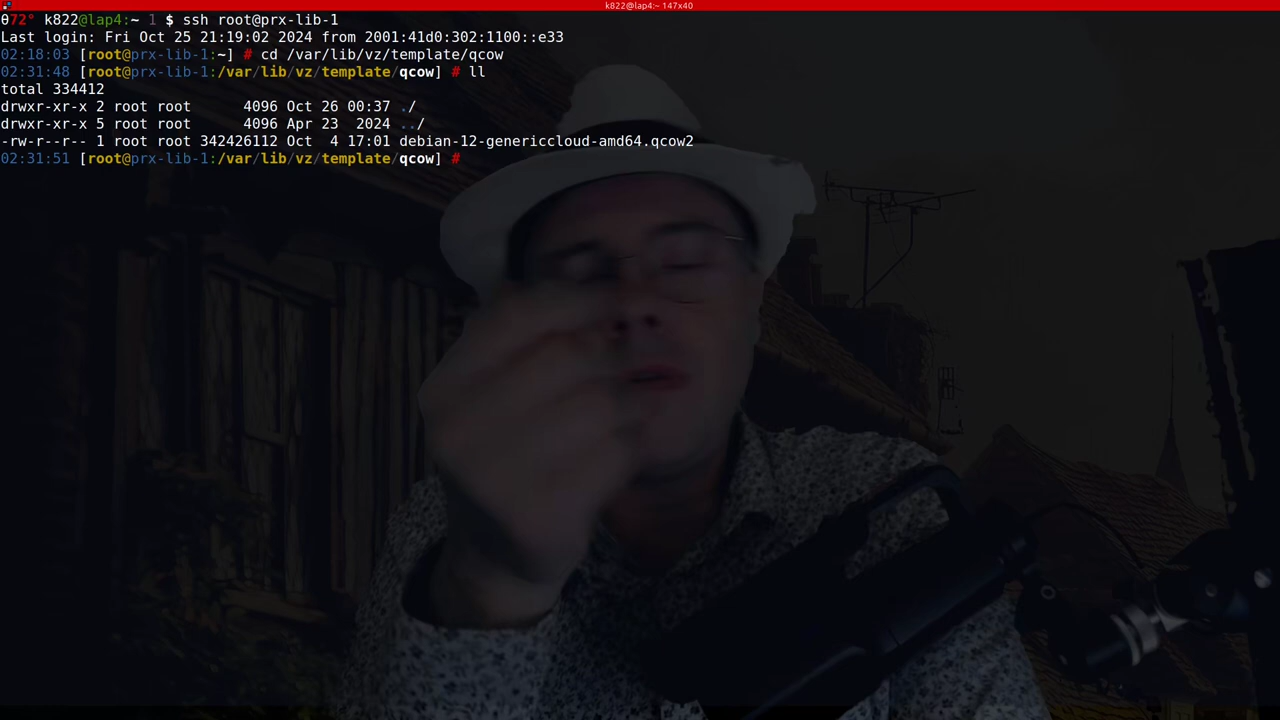 k822@lap4:~ 147x40
θ72° k822@lap4:~ 1 $ ssh root@prx-lib-1
Last login: Fri Oct 25 21:19:02 2024 from 2001:41d0:302:1100::e33
02:18:03 [root@prx-lib-1:~] # cd /var/lib/vz/template/qcow
02:31:48 [root@prx-lib-1:/var/lib/vz/template/qcow] # ll
total 334412
drwxr-xr-x 2 root root      4096 Oct 26 00:37 ./
drwxr-xr-x 5 root root      4096 Apr 23  2024 ../
-rw-r--r-- 1 root root 342426112 Oct  4 17:01 debian-12-genericcloud-amd64.qcow2
02:31:51 [root@prx-lib-1:/var/lib/vz/template/qcow] #